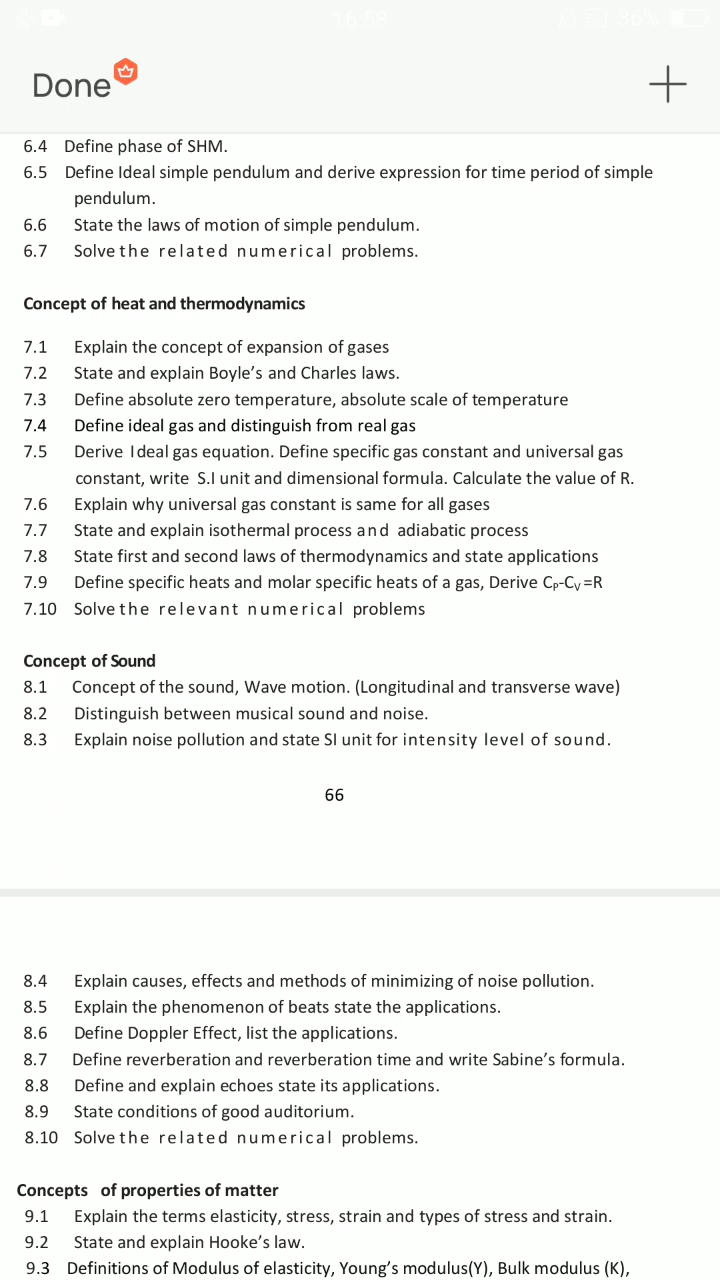 16:58
36%
Done
6.4 Define phase of SHM.
6.5 Define Ideal simple pendulum and derive expression for time period of simple
pendulum.
6.6 State the laws of motion of simple pendulum.
6.7 Solve the related numerical problems.
Concept of heat and thermodynamics
7.1 Explain the concept of expansion of gases
7.2 State and explain Boyle’s and Charles laws.
7.3 Define absolute zero temperature, absolute scale of temperature
7.4 Define ideal gas and distinguish from real gas
7.5 Derive Ideal gas equation. Define specific gas constant and universal gas
constant, write S.I unit and dimensional formula. Calculate the value of R.
7.6 Explain why universal gas constant is same for all gases
7.7 State and explain isothermal process and adiabatic process
7.8 State first and second laws of thermodynamics and state applications
7.9 Define specific heats and molar specific heats of a gas, Derive CP-CV=R
7.10 Solve the relevant numerical problems
Concept of Sound
8.1 Concept of the sound, Wave motion. (Longitudinal and transverse wave)
8.2 Distinguish between musical sound and noise.
8.3 Explain noise pollution and state SI unit for intensity level of sound.
66
8.4 Explain causes, effects and methods of minimizing of noise pollution.
8.5 Explain the phenomenon of beats state the applications.
8.6 Define Doppler Effect, list the applications.
8.7 Define reverberation and reverberation time and write Sabine’s formula.
8.8 Define and explain echoes state its applications.
8.9 State conditions of good auditorium.
8.10 Solve the related numerical problems.
Concepts of properties of matter
9.1 Explain the terms elasticity, stress, strain and types of stress and strain.
9.2 State and explain Hooke’s law.
9.3 Definitions of Modulus of elasticity, Young’s modulus(Y), Bulk modulus (K),